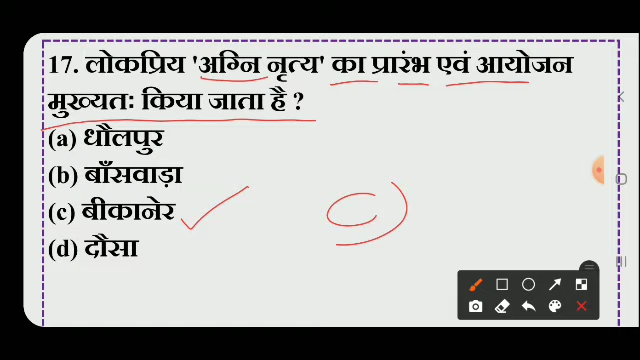 17. लोकप्रिय 'अग्नि नृत्य' का प्रारंभ एवं आयोजन
मुख्यतः किया जाता है ?
(a) धौलपुर
(b) बाँसवाड़ा
(c) बीकानेर
(d) दौसा